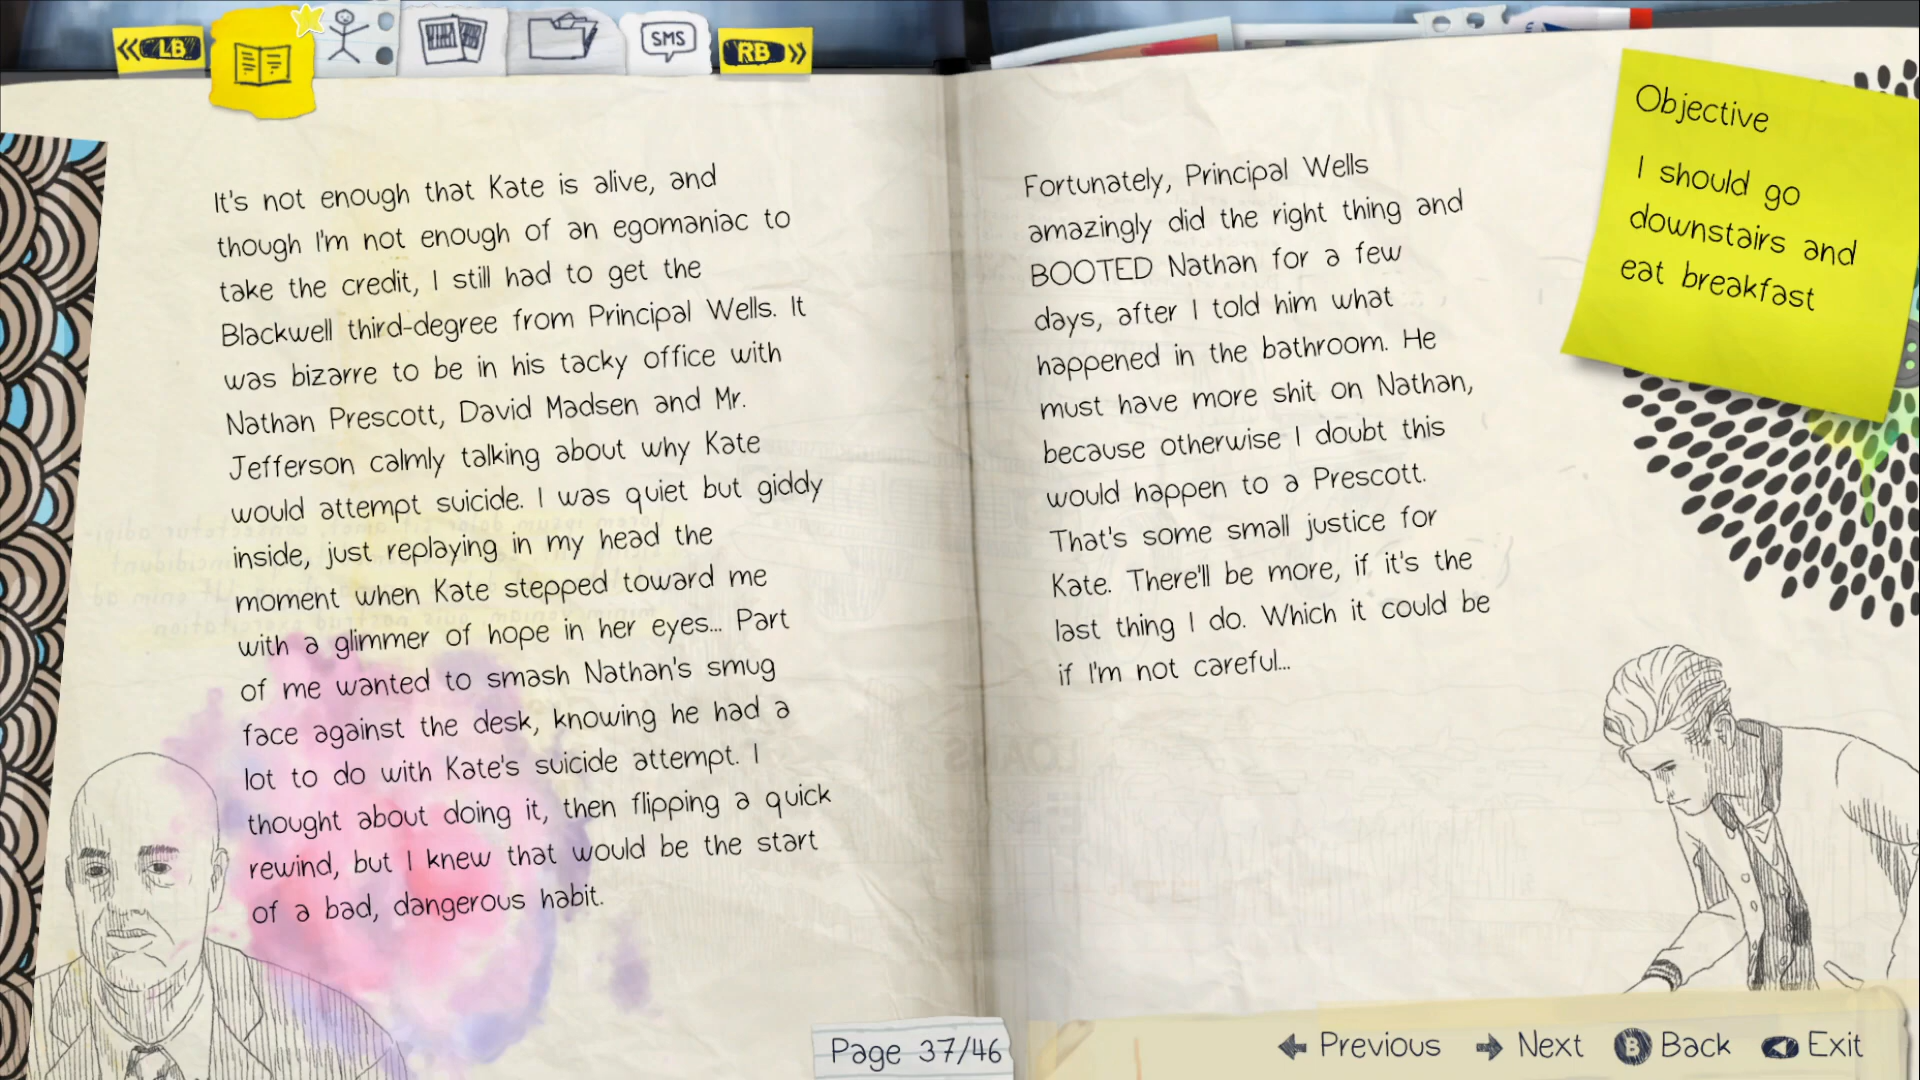 LB
SMS
RB
It's not enough that Kate is alive, and
though I'm not enough of an egomaniac to
take the credit, I still had to get the
Blackwell third-degree from Principal Wells. It
was bizarre to be in his tacky office with
Nathan Prescott, David Madsen and Mr.
Jefferson calmly talking about why Kate
would attempt suicide. I was quiet but giddy
inside, just replaying in my head the
moment when Kate stepped toward me
with a glimmer of hope in her eyes... Part
of me wanted to smash Nathan's smug
face against the desk, knowing he had a
lot to do with Kate's suicide attempt. I
thought about doing it, then flipping a quick
rewind, but I knew that would be the start
of a bad, dangerous habit.
Fortunately, Principal Wells
amazingly did the right thing and
BOOTED Nathan for a few
days, after I told him what
happened in the bathroom. He
must have more shit on Nathan,
because otherwise I doubt this
would happen to a Prescott.
That's some small justice for
Kate. There'll be more, if it's the
last thing I do. Which it could be
if I'm not careful...
Objective
I should go
downstairs and
eat breakfast
Page 37/46
Previous
Next
B Back
Exit